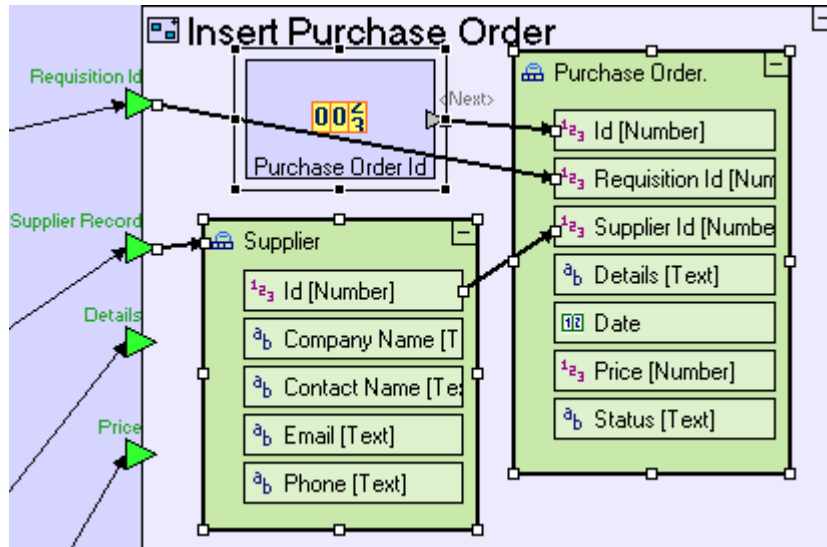 Insert Purchase Order
Requisition Id
Supplier Record
Details
Price
<Next>
Purchase Order Id
Supplier
Id [Number]
Company Name [T
Contact Name [Te
Email [Text]
Phone [Text]
Purchase Order.
Id [Number]
Requisition Id [Num
Supplier Id [Numbe
Details [Text]
Date
Price [Number]
Status [Text]